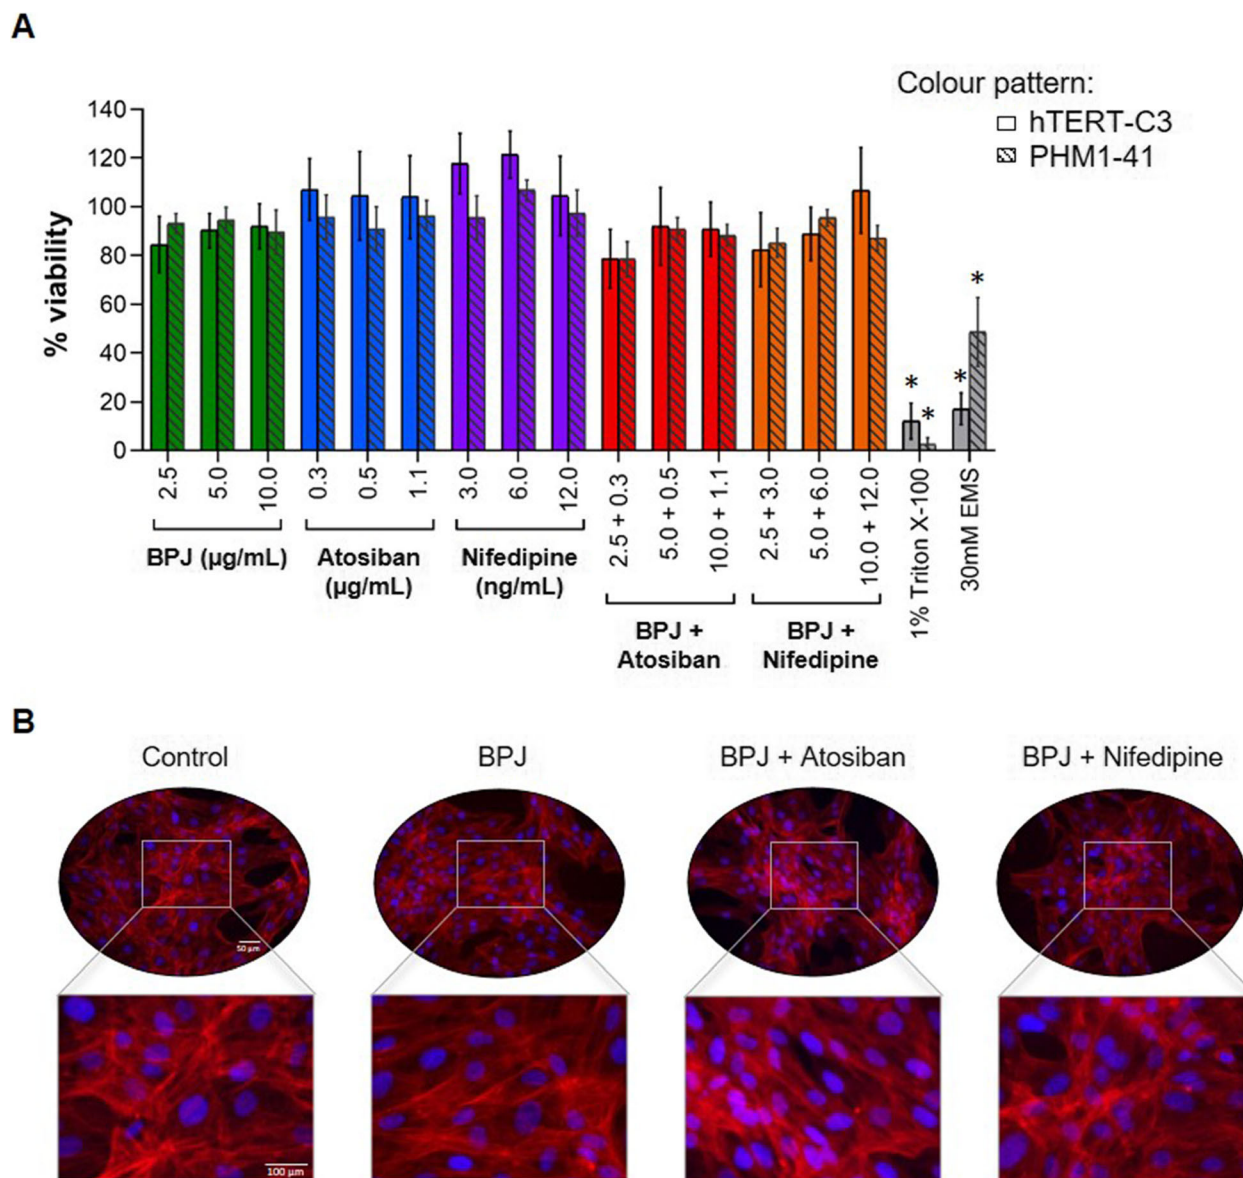 A
Colour pattern:
hTERT-C3
PHM1-41
% viability
140
120
100
80
60
40
20
0
2.5
5.0
10.0
0.3
0.5
1.1
3.0
6.0
12.0
2.5 + 0.3
5.0 + 0.5
10.0 + 1.1
2.5 + 3.0
5.0 + 6.0
10.0 + 12.0
1% Triton X-100
30mM EMS
* * * *
BPJ (µg/mL)
Atosiban
(µg/mL)
Nifedipine
(ng/mL)
BPJ +
Atosiban
BPJ +
Nifedipine
B
Control
BPJ
BPJ + Atosiban
BPJ + Nifedipine
50 µm
100 µm